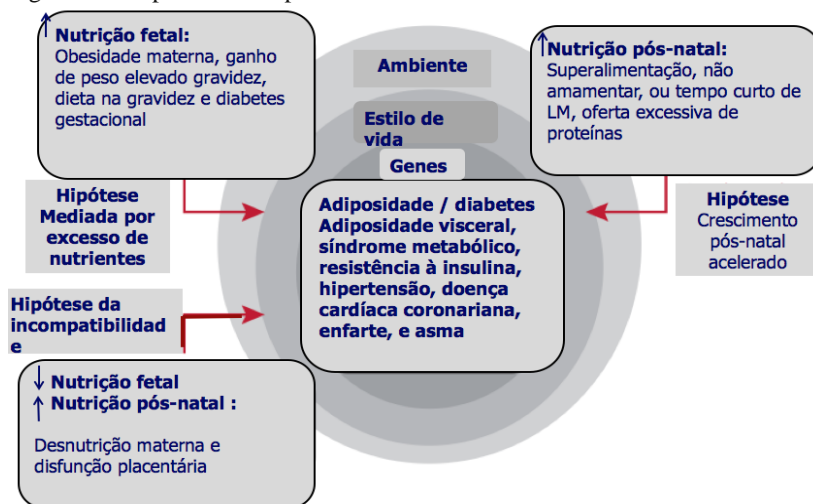 ↑ Nutrição fetal:
Obesidade materna, ganho
de peso elevado gravidez,
dieta na gravidez e diabetes
gestacional
Ambiente
Estilo de
vida
Genes
↑ Nutrição pós-natal:
Superalimentação, não
amamentar, ou tempo curto de
LM, oferta excessiva de
proteínas
Hipótese
Mediada por
excesso de
nutrientes
Adiposidade / diabetes
Adiposidade visceral,
síndrome metabólico,
resistência à insulina,
hipertensão, doença
cardíaca coronariana,
enfarte, e asma
Hipótese
Crescimento
pós-natal
acelerado
Hipótese da
incompatibilidad
e
↓ Nutrição fetal
↑ Nutrição pós-natal :
Desnutrição materna e
disfunção placentária